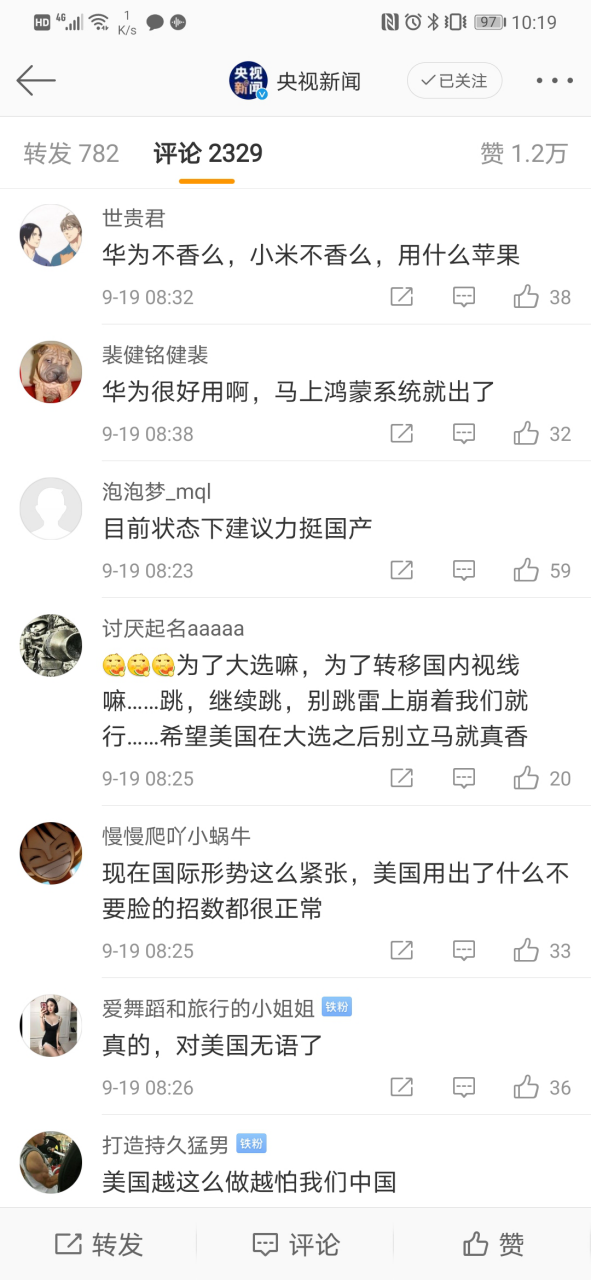 HD 4G 1 K/s 97 10:19
央视新闻 央视新闻 已关注
转发 782 评论 2329 赞 1.2万
世贵君
华为不香么，小米不香么，用什么苹果
9-19 08:32 38
裴健铭健裴
华为很好用啊，马上鸿蒙系统就出了
9-19 08:38 32
泡泡梦_mql
目前状态下建议力挺国产
9-19 08:23 59
讨厌起名aaaaa
为了大选嘛，为了转移国内视线
嘛……跳，继续跳，别跳雷上崩着我们就
行……希望美国在大选之后别立马就真香
9-19 08:25 20
慢慢爬吖小蜗牛
现在国际形势这么紧张，美国用出了什么不
要脸的招数都很正常
9-19 08:25 33
爱舞蹈和旅行的小姐姐 铁粉
真的，对美国无语了
9-19 08:26 36
打造持久猛男 铁粉
美国越这么做越怕我们中国
转发 评论 赞